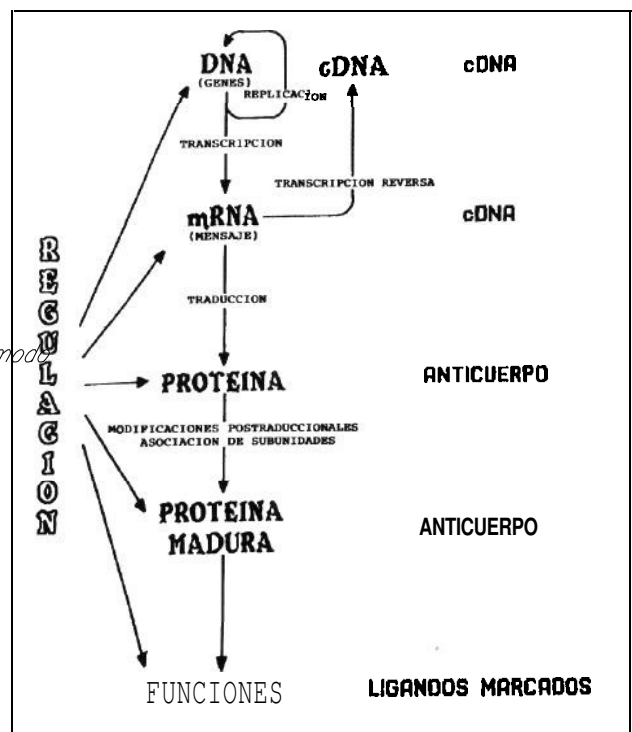 DNA cDNA cDNA
(GENES)
REPLICACION
TRANSCRIPCION
TRANSCRIPCION REVERSA
mRNA cDNA
(MENSAJE)
TRADUCCION
REGULACION
modo
PROTEINA ANTICUERPO
MODIFICACIONES POSTRADUCCIONALES
ASOCIACION DE SUBUNIDADES
PROTEINA
MADURA
ANTICUERPO
FUNCIONES LIGANDOS MARCADOS